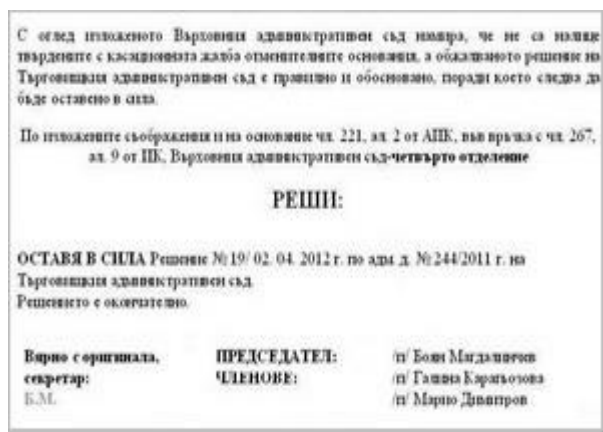 С оглед изложеното Върховния административен съд намира, че не са налице
твърдените с касационната жалба отменителните основания, а обжалваното решение на
Търговищкия административен съд е правилно и обосновано, поради което следва да
бъде оставено в сила.
По изложените съображения и на основание чл. 221, ал. 2 от АПК, във връзка с чл. 267,
ал. 9 от ІІК, Върховния административен съд-четвърто отделение
РЕШИ:
ОСТАВЯ В СИЛА Решение № 19/ 02. 04. 2012 г. по адм. д. № 244/2011 г. на
Търговищкия административен съд.
Решението е окончателно.
Вярно с оригинала, ПРЕДСЕДАТЕЛ: /п/ Боян Магдалинчев
секретар: ЧЛЕНОВЕ: /п/ Галина Карагьозова
Б.М. /п/ Марио Димитров